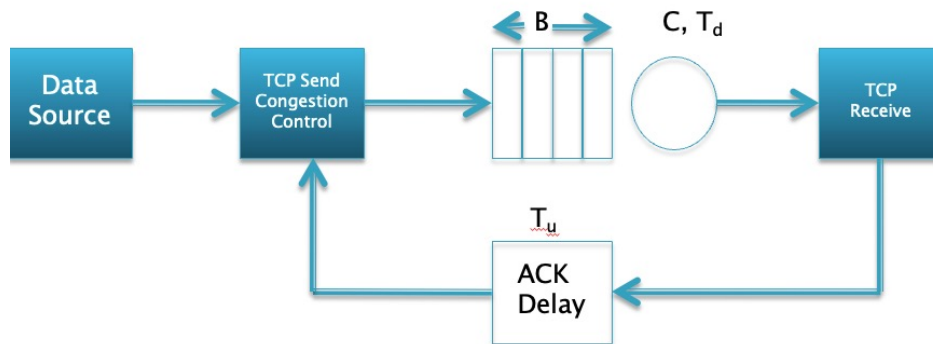 B
C, Td
Data
Source
TCP Send
Congestion
Control
TCP
Receive
Tu
ACK
Delay